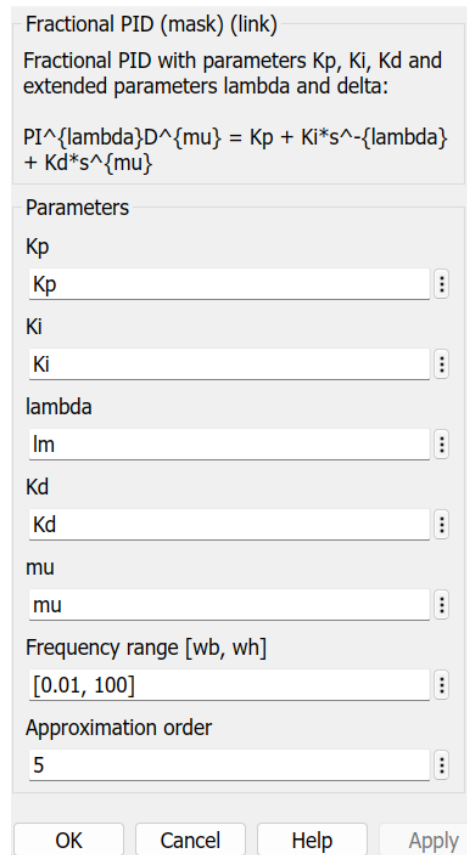 Fractional PID (mask) (link)
Fractional PID with parameters Kp, Ki, Kd and
extended parameters lambda and delta:
PI^{lambda}D^{mu} = Kp + Ki*s^-{lambda}
+ Kd*s^{mu}
Parameters
Kp
Kp
Ki
Ki
lambda
lm
Kd
Kd
mu
mu
Frequency range [wb, wh]
[0.01, 100]
Approximation order
5
OK Cancel Help Apply